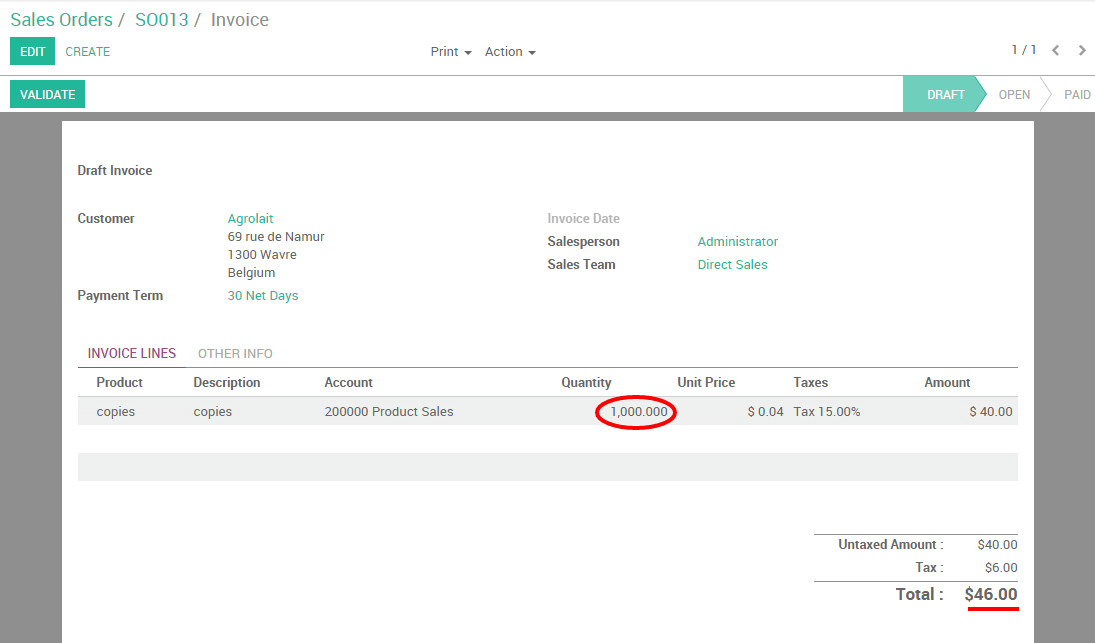 Sales Orders / SO013 / Invoice
EDIT CREATE Print Action 1 / 1
VALIDATE DRAFT OPEN PAID
Draft Invoice
Customer Agrolait Invoice Date
69 rue de Namur Salesperson Administrator
1300 Wavre Sales Team Direct Sales
Belgium
Payment Term 30 Net Days
INVOICE LINES OTHER INFO
Product Description Account Quantity Unit Price Taxes Amount
copies copies 200000 Product Sales 1,000.000 $ 0.04 Tax 15.00% $ 40.00
Untaxed Amount : $40.00
Tax : $6.00
Total : $46.00